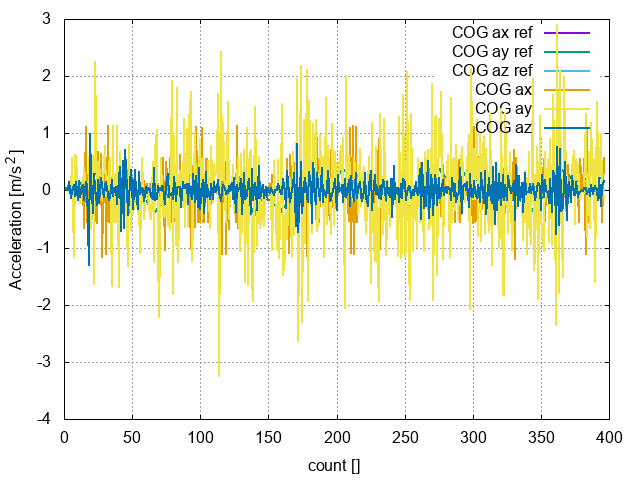 3
2
1
0
-1
-2
-3
-4
0 50 100 150 200 250 300 350 400
Acceleration [m/s²]
count []
COG ax ref
COG ay ref
COG az ref
COG ax
COG ay
COG az